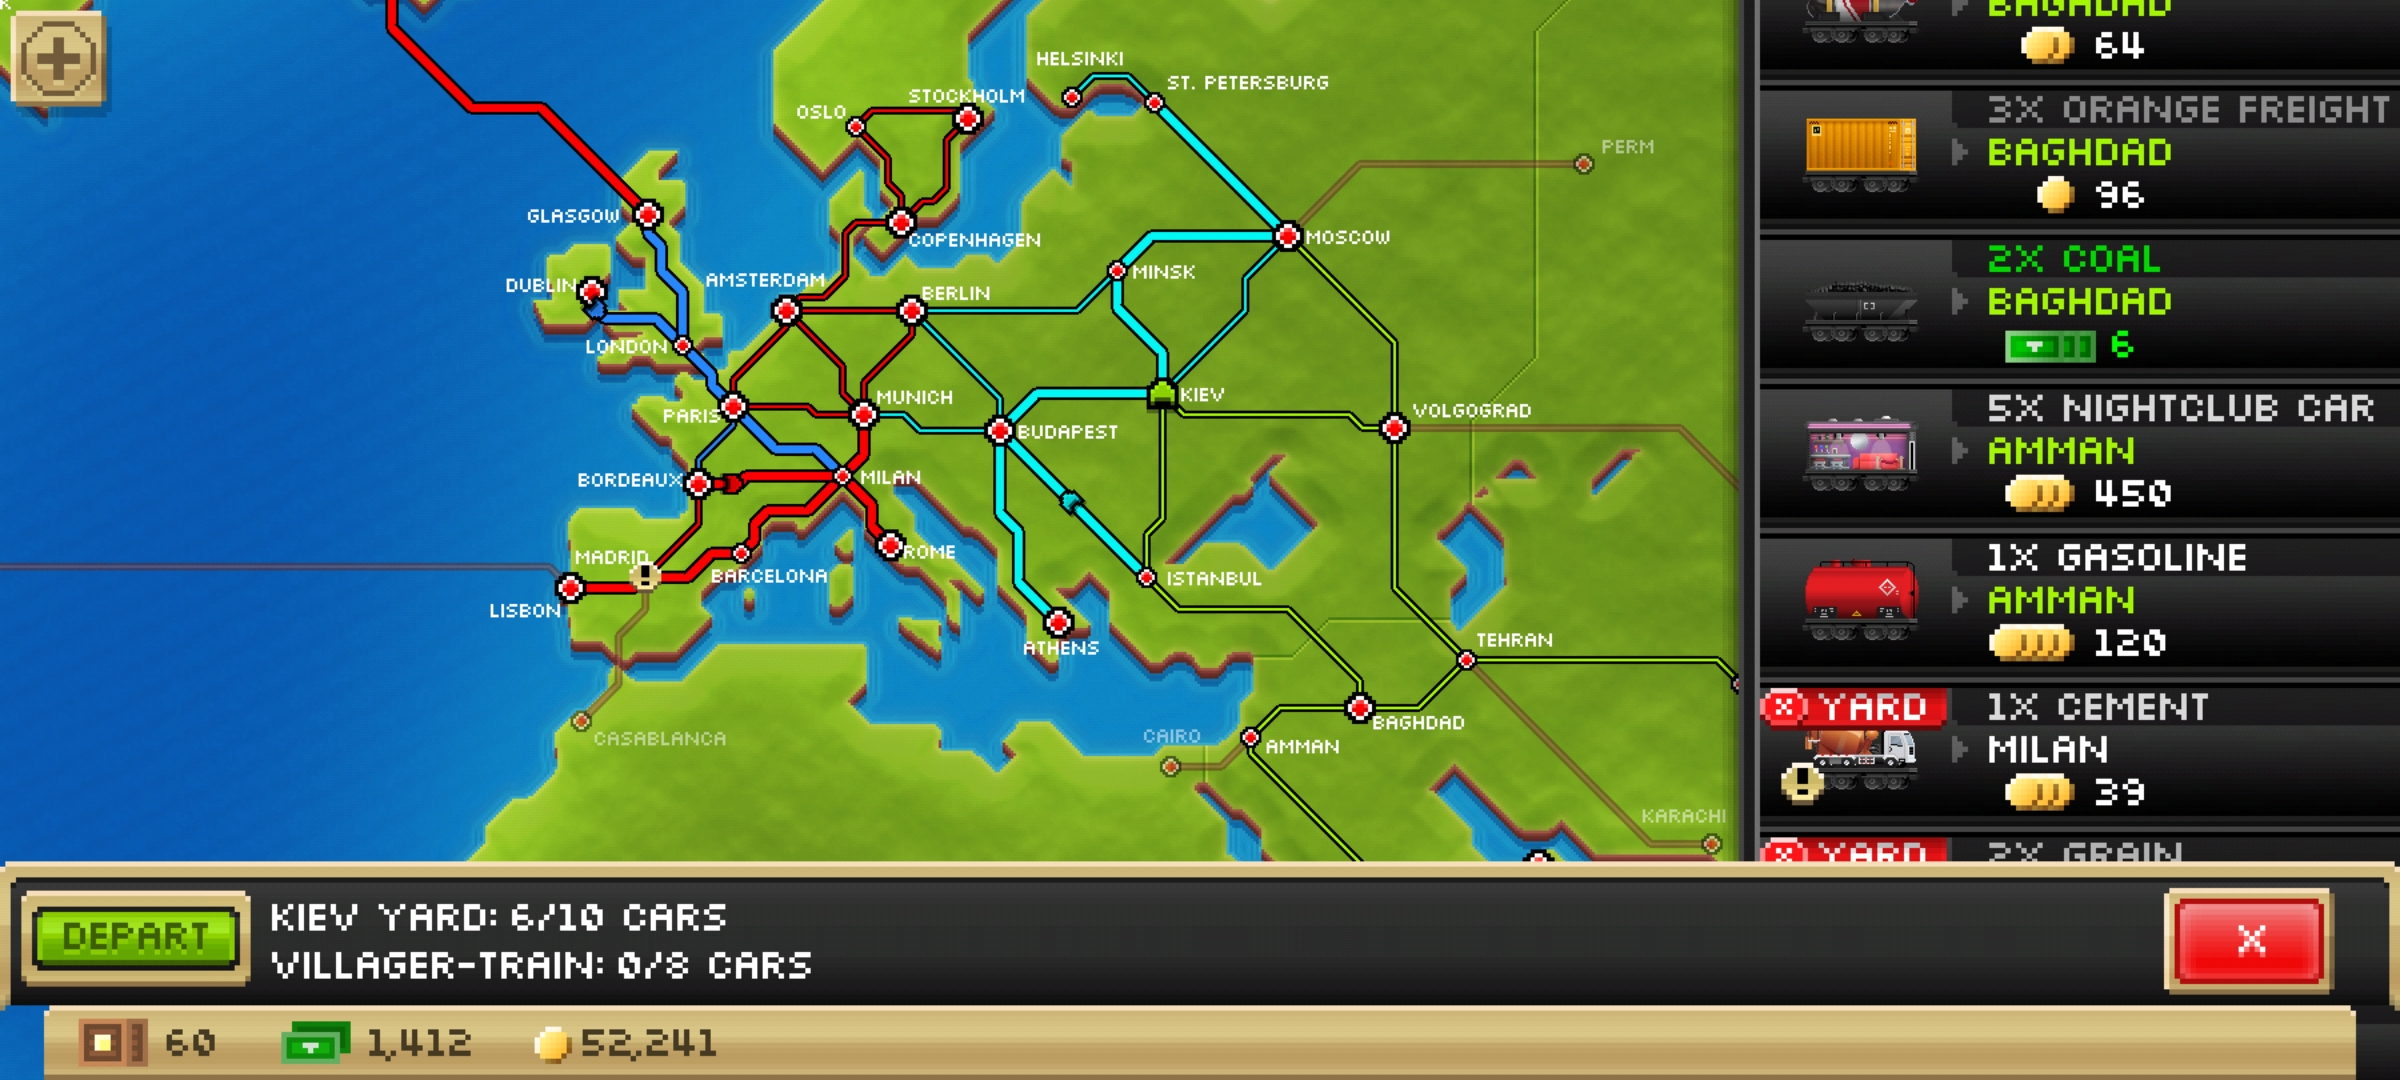 HELSINKI
ST. PETERSBURG
STOCKHOLM
OSLO
PERM
GLASGOW
COPENHAGEN
MOSCOW
MINSK
DUBLIN
AMSTERDAM
BERLIN
LONDON
PARIS
MUNICH
KIEV
VOLGOGRAD
BUDAPEST
BORDEAUX
MILAN
MADRID
ROME
BARCELONA
ISTANBUL
LISBON
ATHENS
TEHRAN
CASABLANCA
BAGHDAD
CAIRO
AMMAN
KARACHI
BAGHDAD
64
3X ORANGE FREIGHT
BAGHDAD
96
2X COAL
BAGHDAD
6
5X NIGHTCLUB CAR
AMMAN
450
1X GASOLINE
AMMAN
120
YARD
1X CEMENT
MILAN
39
YARD
2X GRAIN
DEPART
KIEV YARD: 6/10 CARS
VILLAGER-TRAIN: 0/8 CARS
X
60
1,412
52,241